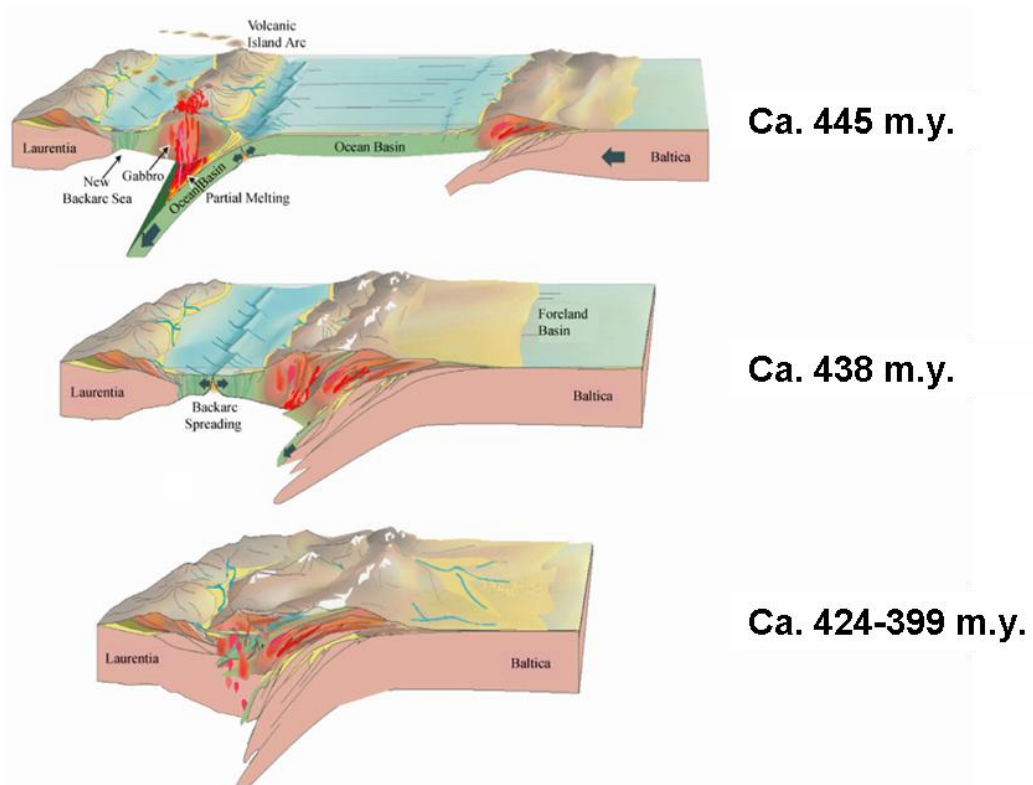 Volcanic
Island Arc
Ca. 445 m.y.
Laurentia
Ocean Basin
Baltica
New
Backarc Sea
Gabbro
Ocean Basin
Partial Melting
Foreland
Basin
Ca. 438 m.y.
Laurentia
Baltica
Backarc
Spreading
Ca. 424-399 m.y.
Laurentia
Baltica